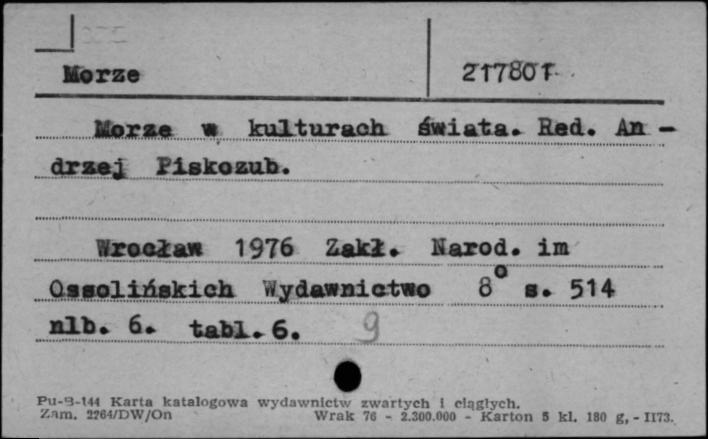 Morze 217801
Morze w kulturach świata. Red. An -
drzej Piskozub.
Wrocław 1976 Zakł. Narod. im
Ossolińskich Wydawnictwo 8° s. 514
nlb. 6. tabl. 6. 9
Pu-B-144 Karta katalogowa wydawnictw zwartych i ciągłych.
Zam. 2264/DW/On Wrak 76 - 2.300.000 - Karton 5 kl. 180 g, - II73.